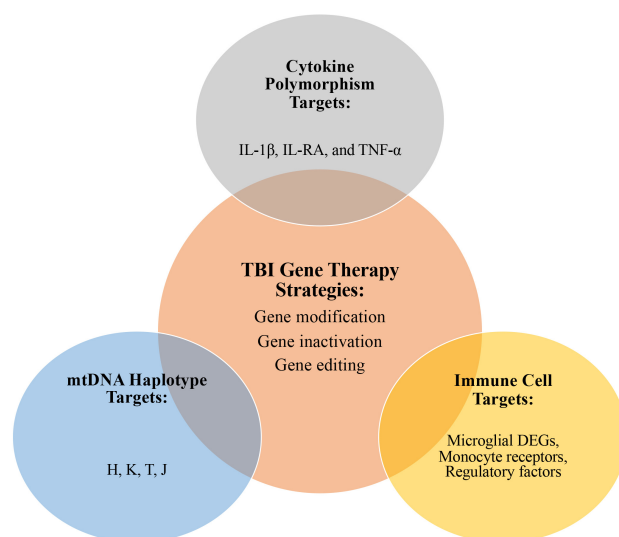 Cytokine
Polymorphism
Targets:
IL-1β, IL-RA, and TNF-α
TBI Gene Therapy
Strategies:
Gene modification
Gene inactivation
Gene editing
mtDNA Haplotype
Targets:
H, K, T, J
Immune Cell
Targets:
Microglial DEGs,
Monocyte receptors,
Regulatory factors